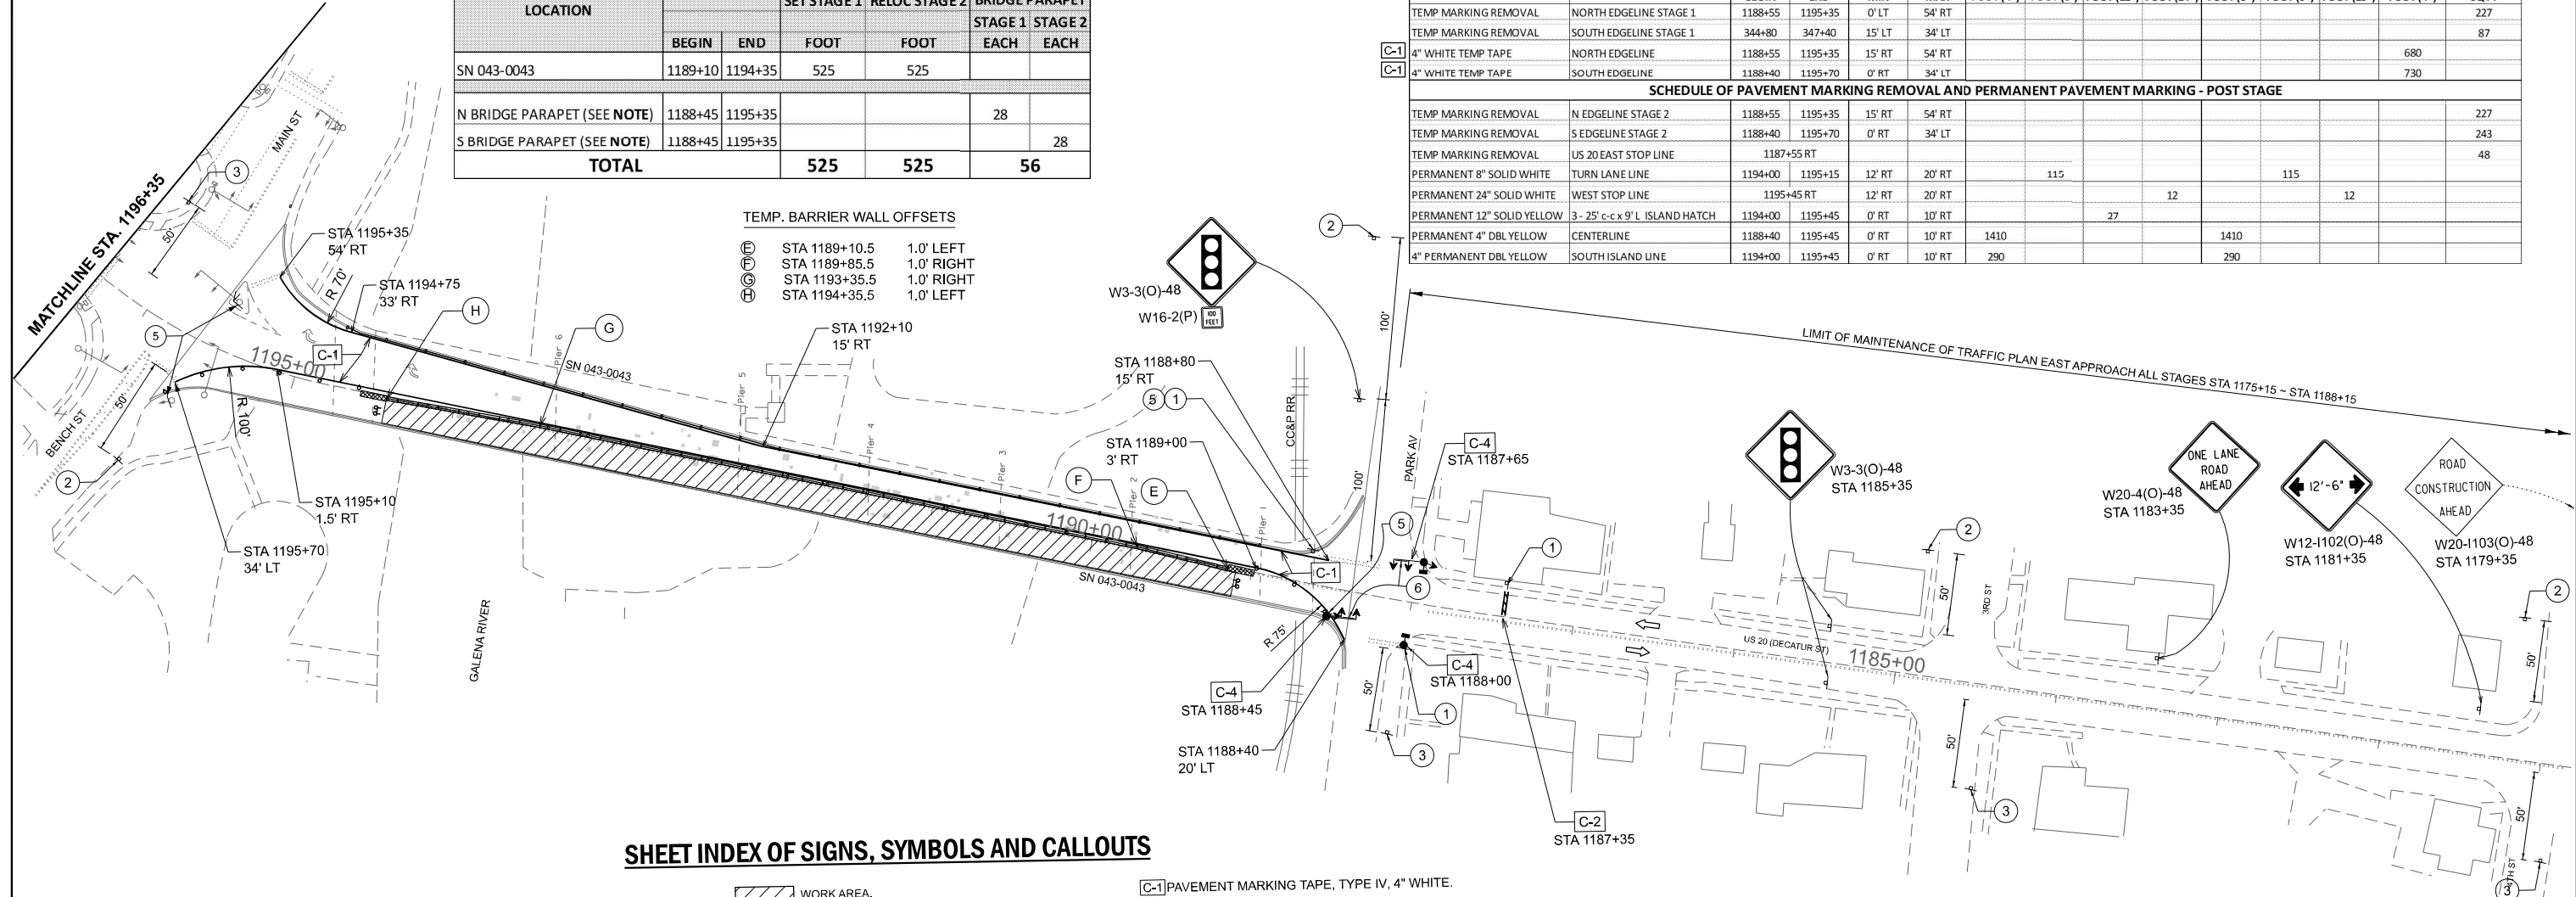 LOCATION
SET STAGE 1 RELOC STAGE 2 BRIDGE PARAPET
STAGE 1 STAGE 2
BEGIN END FOOT FOOT EACH EACH
SN 043-0043 1189+10 1194+35 525 525
N BRIDGE PARAPET (SEE NOTE) 1188+45 1195+35 28
S BRIDGE PARAPET (SEE NOTE) 1188+45 1195+35 28
TOTAL 525 525 56
TEMP MARKING REMOVAL NORTH EDGELINE STAGE 1 1188+55 1195+35 0' LT 54' RT 227
TEMP MARKING REMOVAL SOUTH EDGELINE STAGE 1 344+80 347+40 15' LT 34' LT 87
C-1 4" WHITE TEMP TAPE NORTH EDGELINE 1188+55 1195+35 15' RT 54' RT 680
C-1 4" WHITE TEMP TAPE SOUTH EDGELINE 1188+40 1195+70 0' RT 34' LT 730
SCHEDULE OF PAVEMENT MARKING REMOVAL AND PERMANENT PAVEMENT MARKING - POST STAGE
TEMP MARKING REMOVAL N EDGELINE STAGE 2 1188+55 1195+35 15' RT 54' RT 227
TEMP MARKING REMOVAL S EDGELINE STAGE 2 1188+40 1195+70 0' RT 34' LT 243
TEMP MARKING REMOVAL US 20 EAST STOP LINE 1187+55 RT 48
PERMANENT 8" SOLID WHITE TURN LANE LINE 1194+00 1195+15 12' RT 20' RT 115 115
PERMANENT 24" SOLID WHITE WEST STOP LINE 1195+45 RT 12' RT 20' RT 12 12
PERMANENT 12" SOLID YELLOW 3 - 25' c-c x 9' L ISLAND HATCH 1194+00 1195+45 0' RT 10' RT 27
PERMANENT 4" DBL YELLOW CENTERLINE 1188+40 1195+45 0' RT 10' RT 1410 1410
4" PERMANENT DBL YELLOW SOUTH ISLAND LINE 1194+00 1195+45 0' RT 10' RT 290 290
TEMP. BARRIER WALL OFFSETS
E STA 1189+10.5 1.0' LEFT
F STA 1189+85.5 1.0' RIGHT
G STA 1193+35.5 1.0' RIGHT
H STA 1194+35.5 1.0' LEFT
MATCHLINE STA. 1196+35
MAIN ST
3
50'
STA 1195+35
54' RT
R 70'
STA 1194+75
33' RT
H
G
5
C-1
1195+00
Pier 6
SN 043-0043
Pier 5
STA 1192+10
15' RT
BENCH ST
50'
2
R 100'
STA 1195+10
1.5' RT
STA 1195+70
34' LT
GALENA RIVER
Pier 4
Pier 3
Pier 2
Pier 1
1190+00
SN 043-0043
W3-3(O)-48
W16-2(P)
100
FEET
2
100'
100'
STA 1188+80
15' RT
5 1
STA 1189+00
3' RT
F
E
CC&P RR
PARK AV
C-4
STA 1187+65
5
C-1
6
R 75'
C-4
STA 1188+45
STA 1188+40
20' LT
C-4
STA 1188+00
1
50'
3
1
C-2
STA 1187+35
LIMIT OF MAINTENANCE OF TRAFFIC PLAN EAST APPROACH ALL STAGES STA 1175+15 ~ STA 1188+15
W3-3(O)-48
STA 1185+35
ONE LANE
ROAD
AHEAD
W20-4(O)-48
STA 1183+35
12'-6"
W12-I102(O)-48
STA 1181+35
ROAD
CONSTRUCTION
AHEAD
W20-I103(O)-48
STA 1179+35
2
50'
3RD ST
US 20 (DECATUR ST)
1185+00
50'
3
2
50'
50'
3
SHEET INDEX OF SIGNS, SYMBOLS AND CALLOUTS
WORK AREA.
C-1 PAVEMENT MARKING TAPE, TYPE IV, 4" WHITE.